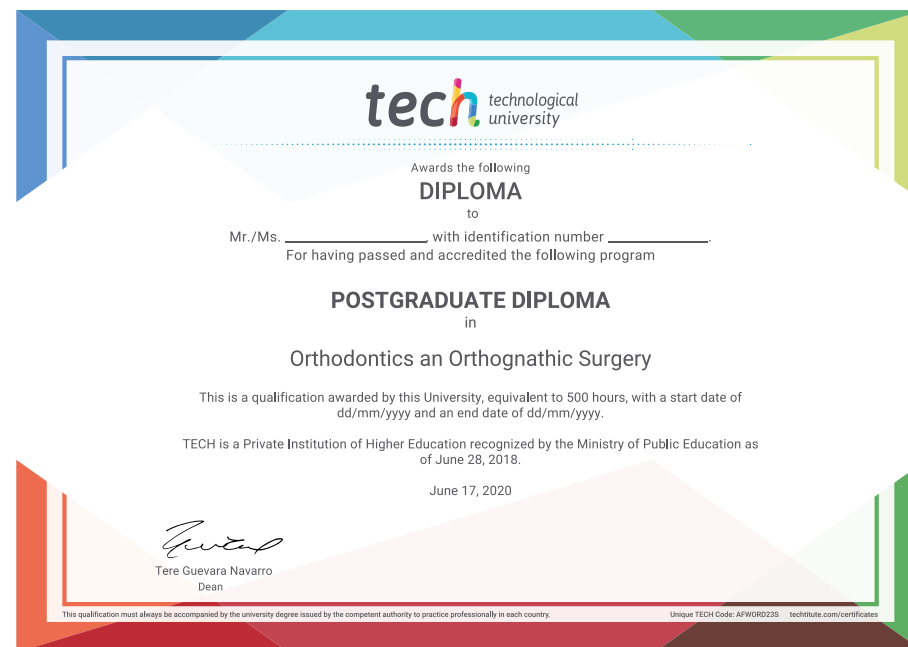 tech technological
university
Awards the following
DIPLOMA
to
Mr./Ms. ____________________, with identification number ______________.
For having passed and accredited the following program
POSTGRADUATE DIPLOMA
in
Orthodontics an Orthognathic Surgery
This is a qualification awarded by this University, equivalent to 500 hours, with a start date of
dd/mm/yyyy and an end date of dd/mm/yyyy.
TECH is a Private Institution of Higher Education recognized by the Ministry of Public Education as
of June 28, 2018.
June 17, 2020
Tere Guevara Navarro
Dean
This qualification must always be accompanied by the university degree issued by the competent authority to practice professionally in each country. Unique TECH Code: AFWORD23S techtitute.com/certificates